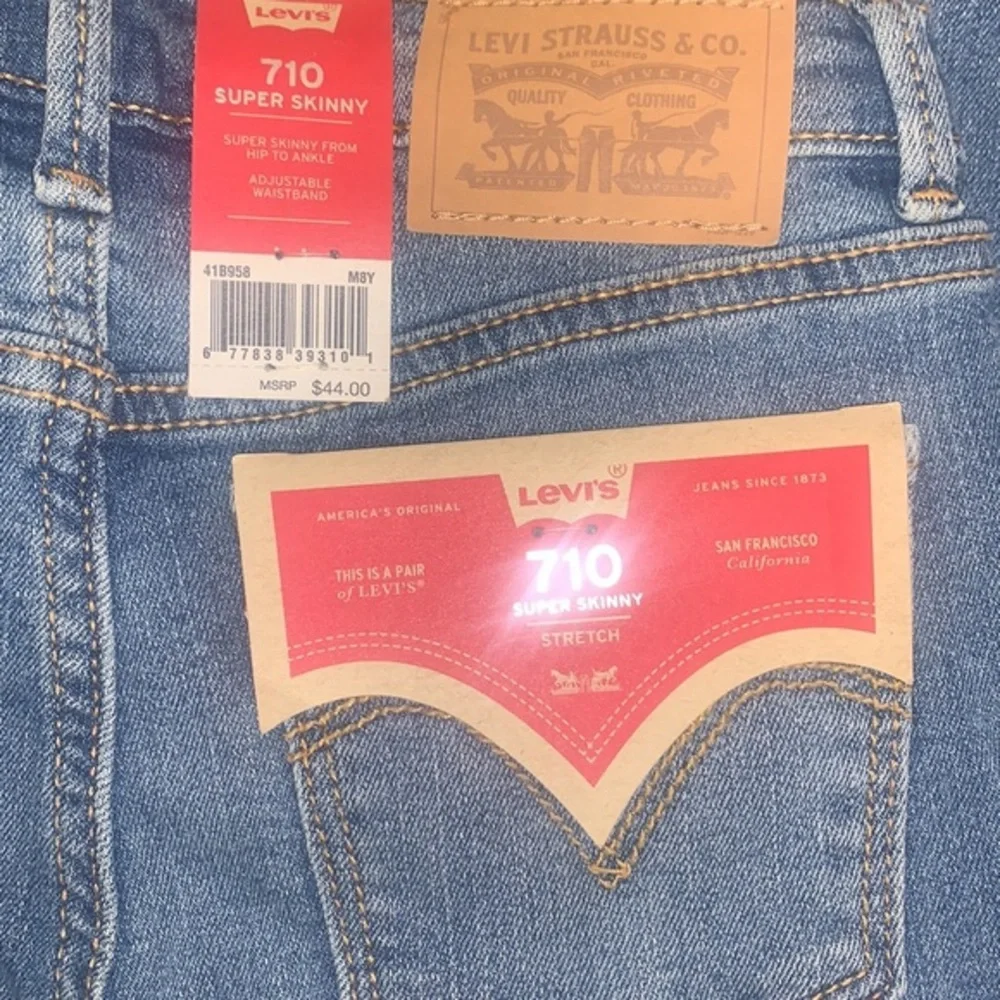 Levi's
710
SUPER SKINNY
SUPER SKINNY FROM
HIP TO ANKLE
ADJUSTABLE
WAISTBAND
41B958 M8Y
6 77838 39310 1
MSRP $44.00
LEVI STRAUSS & CO.
SAN FRANCISCO
CAL.
ORIGINAL RIVETED
QUALITY CLOTHING
PATENTED
LEVI'S®
AMERICA'S ORIGINAL
JEANS SINCE 1873
THIS IS A PAIR
of LEVI'S®
710
SUPER SKINNY
STRETCH
SAN FRANCISCO
California